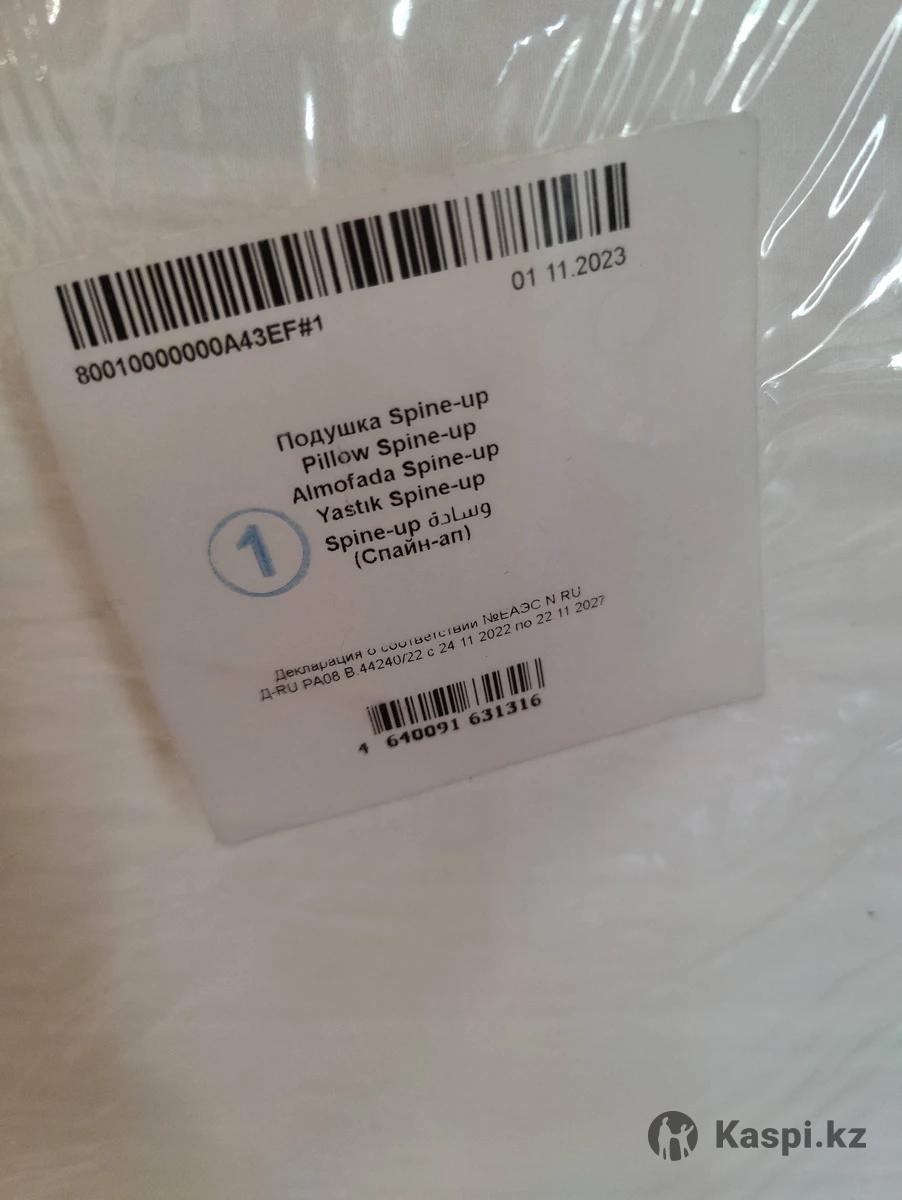 01 11.2023
80010000000A43EF#1
Подушка Spine-up
Pillow Spine-up
Almofada Spine-up
Yastık Spine-up
Spine-up وسادة
(Спайн-ап)
1
Декларация о соответствии №ЕАЭС N RU
Д-RU РА08 В.44240/22 с 24 11 2022 по 22 11 2027
4 640091 631316
Kaspi.kz